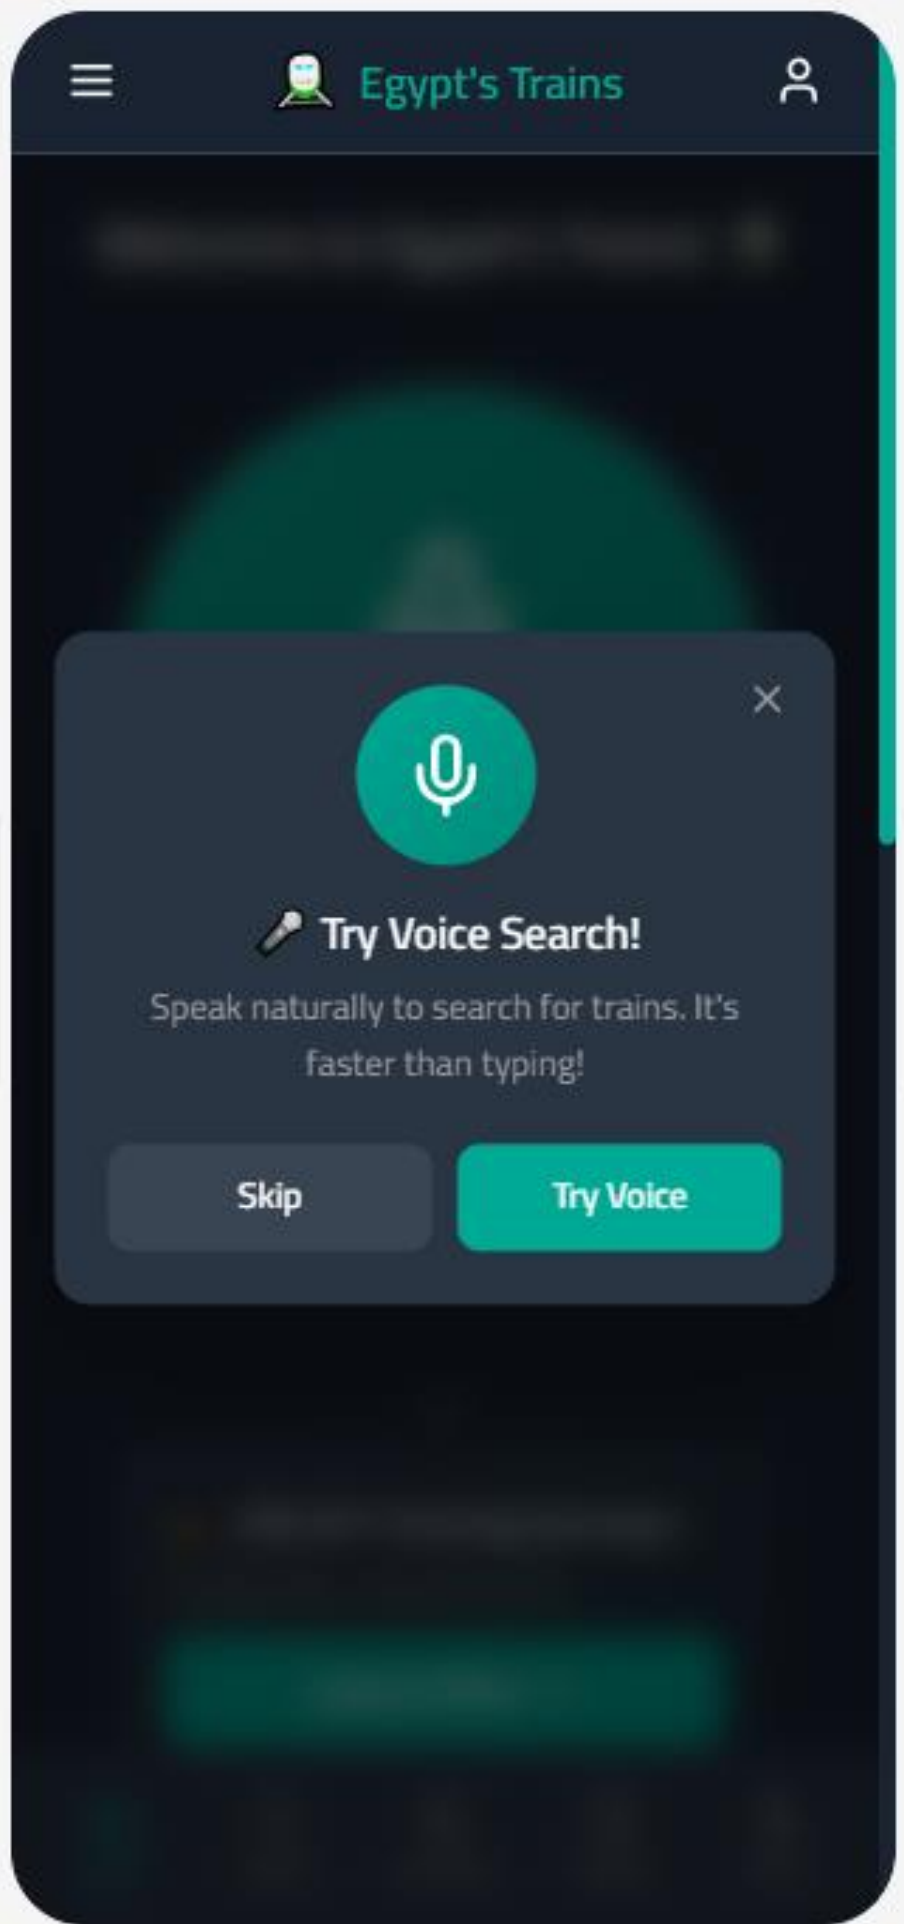 Egypt's Trains
Try Voice Search!
Speak naturally to search for trains. It's
faster than typing!
Skip
Try Voice